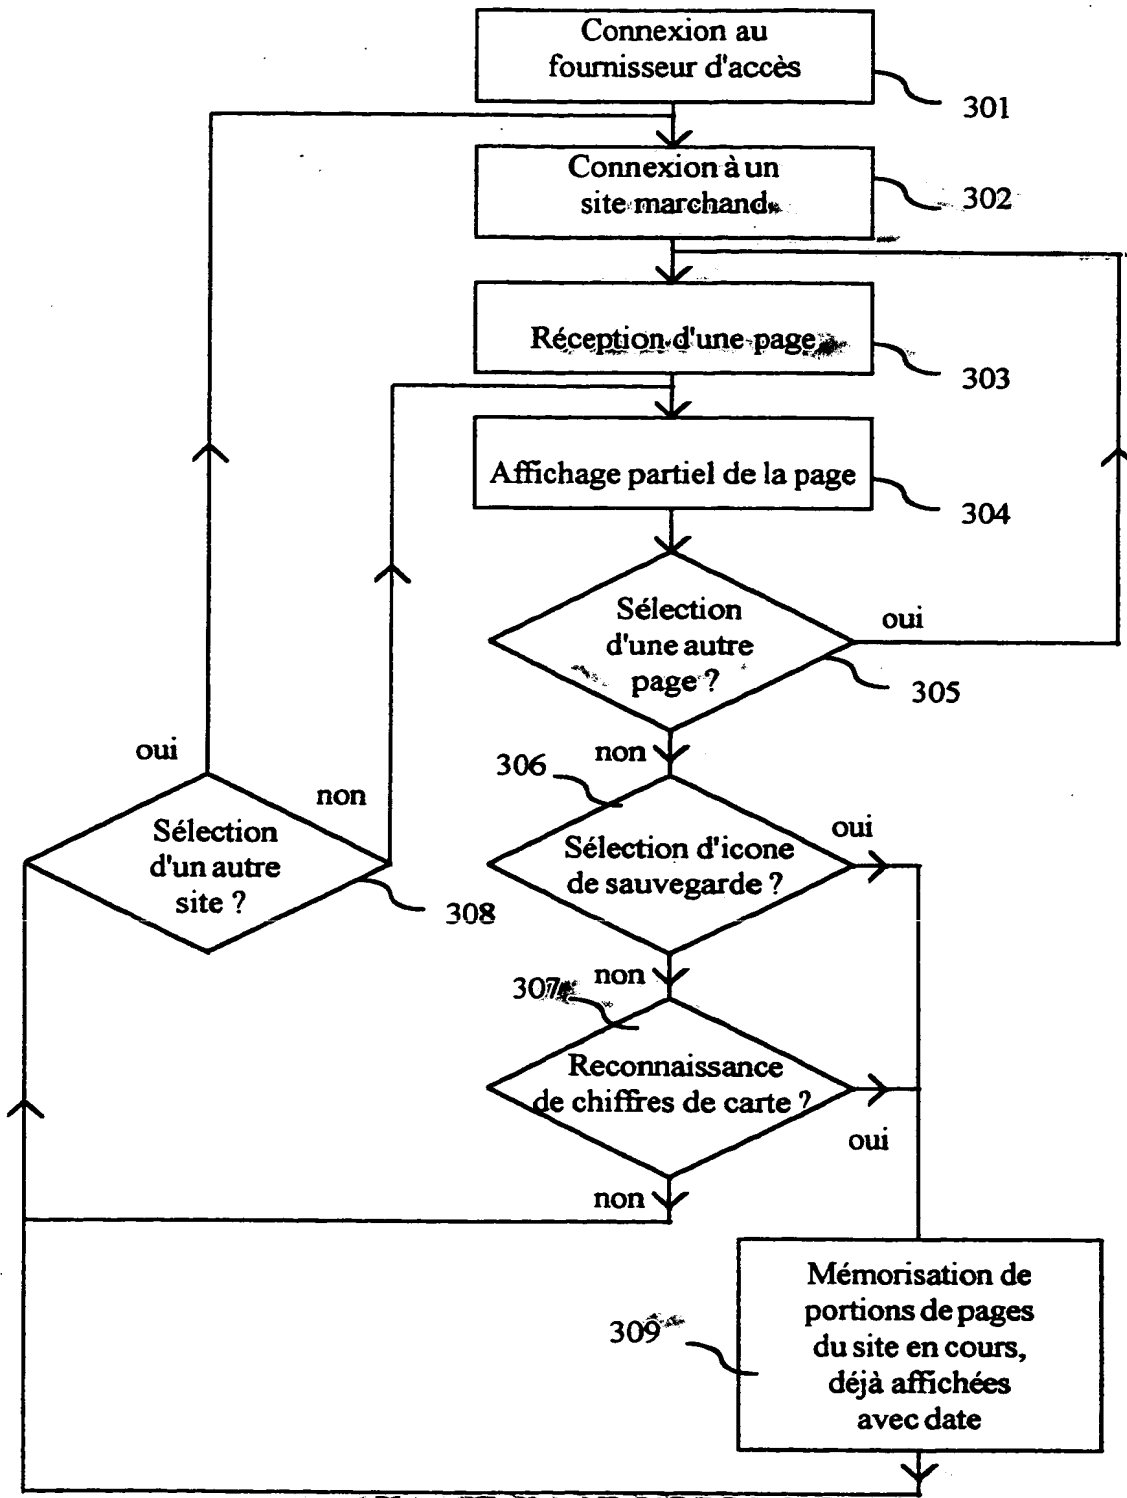 Connexion au
fournisseur d'accès
301
Connexion à un
site marchand
302
Réception d'une page
303
Affichage partiel de la page
304
Sélection
d'une autre
page ?
oui
305
non
306
Sélection d'icone
de sauvegarde ?
oui
oui
non
Sélection
d'un autre
site ?
308
non
307
Reconnaissance
de chiffres de carte ?
oui
non
Mémorisation de
portions de pages
du site en cours,
déjà affichées
avec date
309